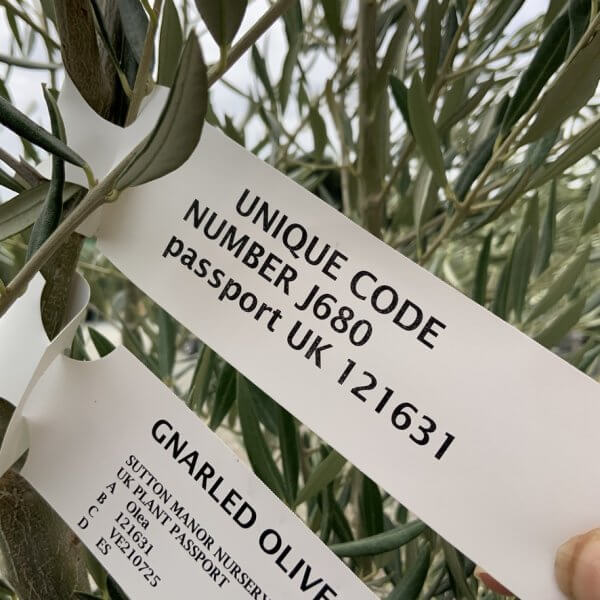 UNIQUE CODE
NUMBER J680
passport UK 121631
GNARLED OLIVE
SUTTON MANOR NURSERY
UK PLANT PASSPORT
A Olea
B 121631
C VE210725
D ES